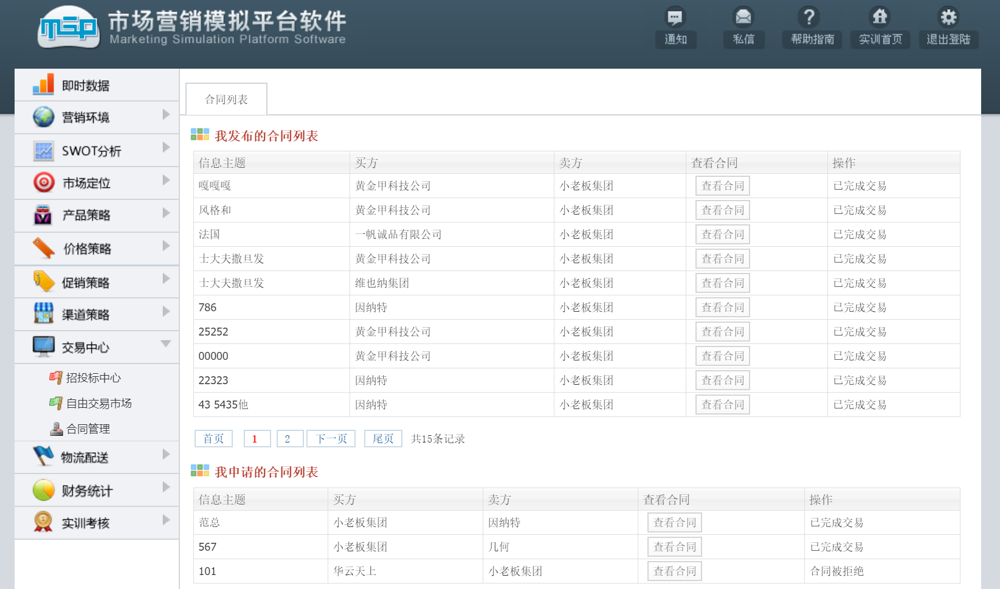 msp 市场营销模拟平台软件
Marketing Simulation Platform Software
通知 私信 帮助指南 实训首页 退出登陆
即时数据
营销环境
SWOT分析
市场定位
产品策略
价格策略
促销策略
渠道策略
交易中心
招投标中心
自由交易市场
合同管理
物流配送
财务统计
实训考核
合同列表
我发布的合同列表
信息主题 买方 卖方 查看合同 操作
嘎嘎嘎 黄金甲科技公司 小老板集团 查看合同 已完成交易
风格和 黄金甲科技公司 小老板集团 查看合同 已完成交易
法国 一帆诚品有限公司 小老板集团 查看合同 已完成交易
士大夫撒旦发 黄金甲科技公司 小老板集团 查看合同 已完成交易
士大夫撒旦发 维也纳集团 小老板集团 查看合同 已完成交易
786 因纳特 小老板集团 查看合同 已完成交易
25252 黄金甲科技公司 小老板集团 查看合同 已完成交易
00000 黄金甲科技公司 小老板集团 查看合同 已完成交易
22323 因纳特 小老板集团 查看合同 已完成交易
43 5435他 因纳特 小老板集团 查看合同 已完成交易
首页 1 2 下一页 尾页 共15条记录
我申请的合同列表
信息主题 买方 卖方 查看合同 操作
范总 小老板集团 因纳特 查看合同 已完成交易
567 小老板集团 几何 查看合同 已完成交易
101 华云天上 小老板集团 查看合同 合同被拒绝